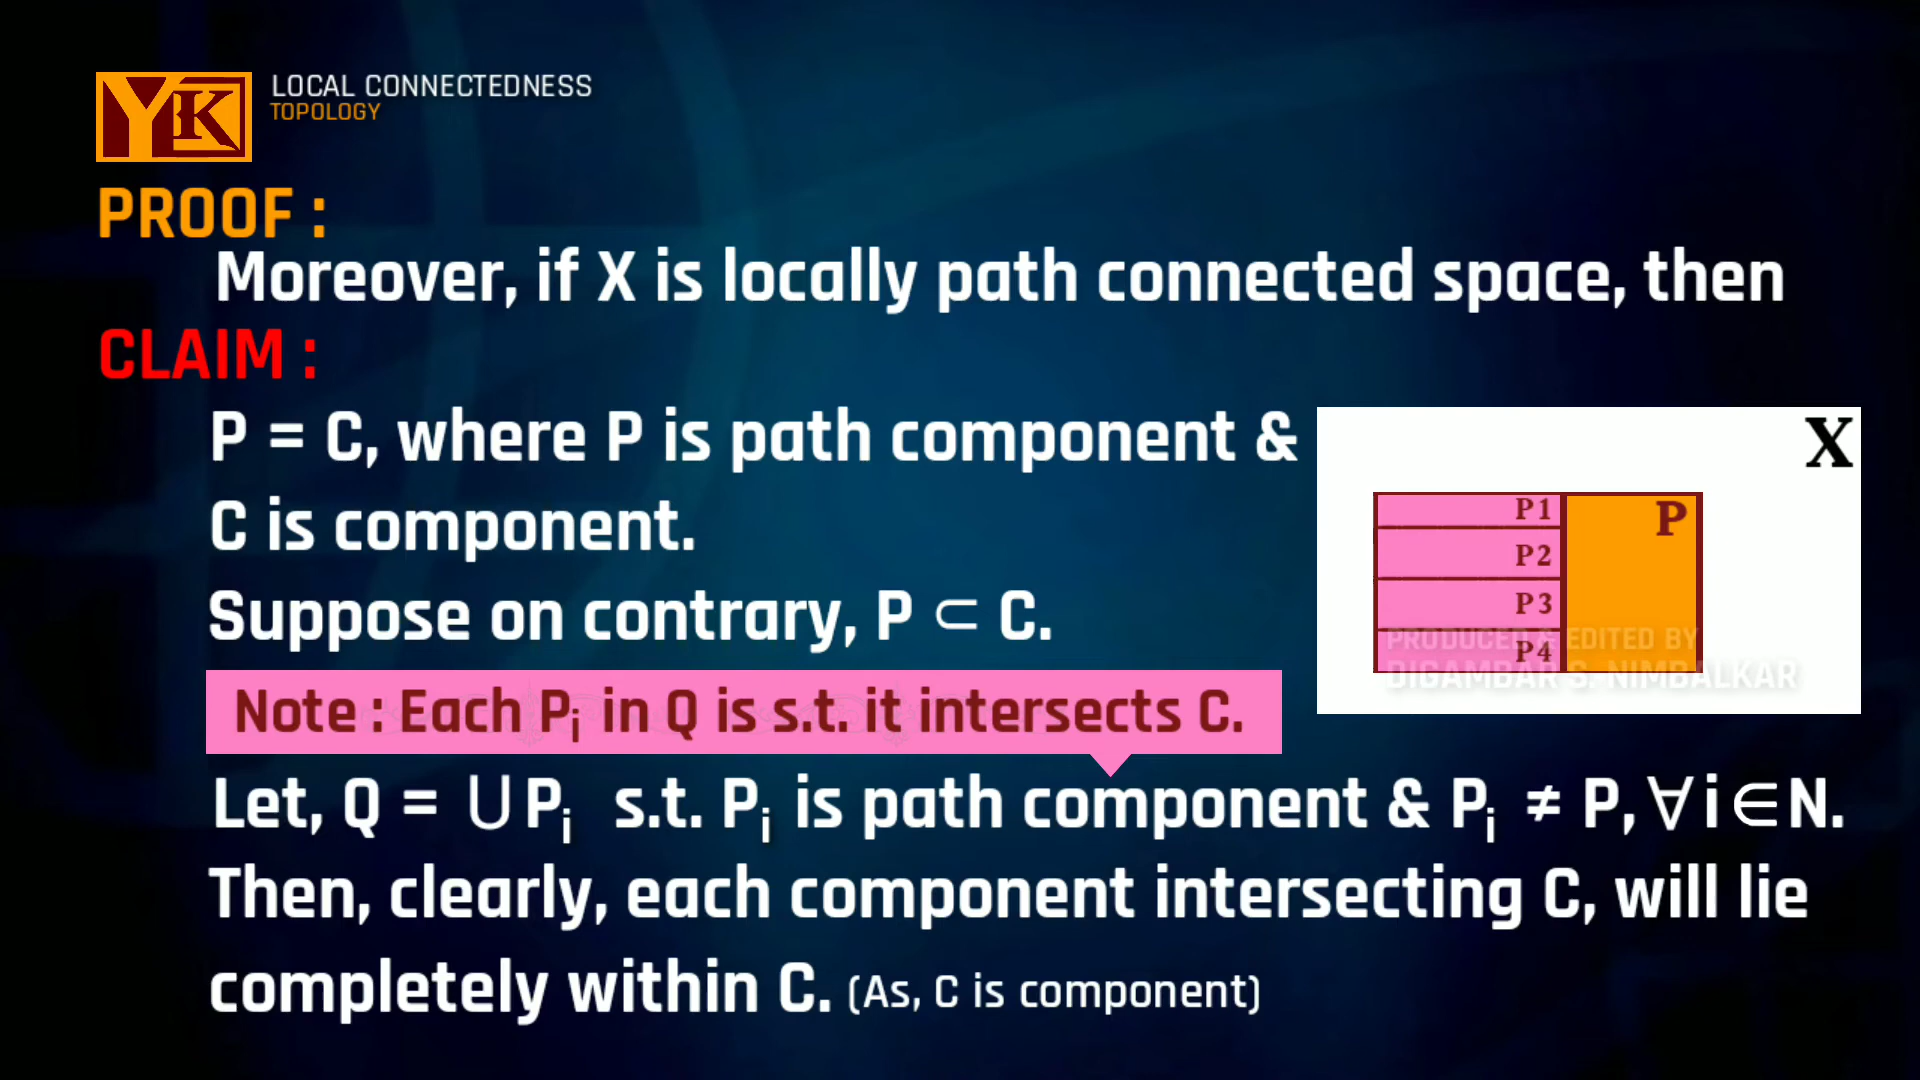 YK
LOCAL CONNECTEDNESS
TOPOLOGY
PROOF :
Moreover, if X is locally path connected space, then
CLAIM :
P = C, where P is path component &
C is component.
Suppose on contrary, P ⊂ C.
X
P1
P
P2
P3
P4
PRODUCED & EDITED BY
DIGAMBAR S. NIMBALKAR
Note : Each Pᵢ in Q is s.t. it intersects C.
Let, Q = ∪ Pᵢ s.t. Pᵢ is path component & Pᵢ ≠ P, ∀ i ∈ N.
Then, clearly, each component intersecting C, will lie
completely within C. (As, C is component)